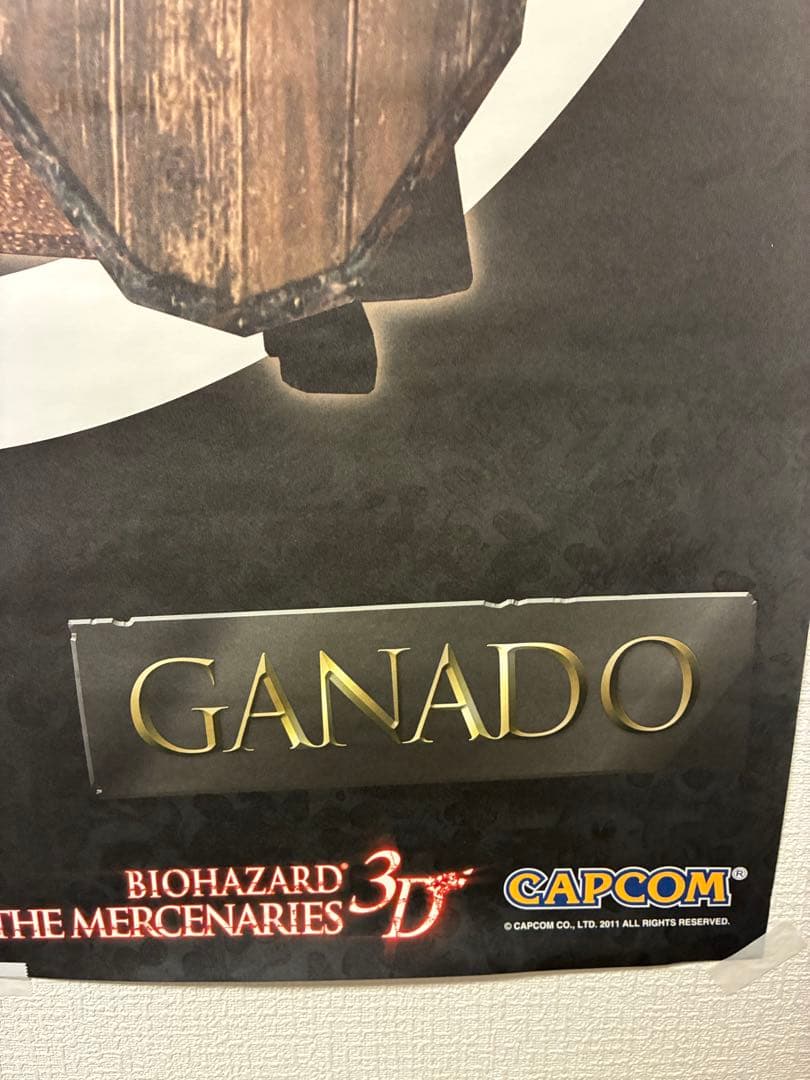 GANADO
BIOHAZARD® 3D
THE MERCENARIES
CAPCOM®
© CAPCOM CO., LTD. 2011 ALL RIGHTS RESERVED.